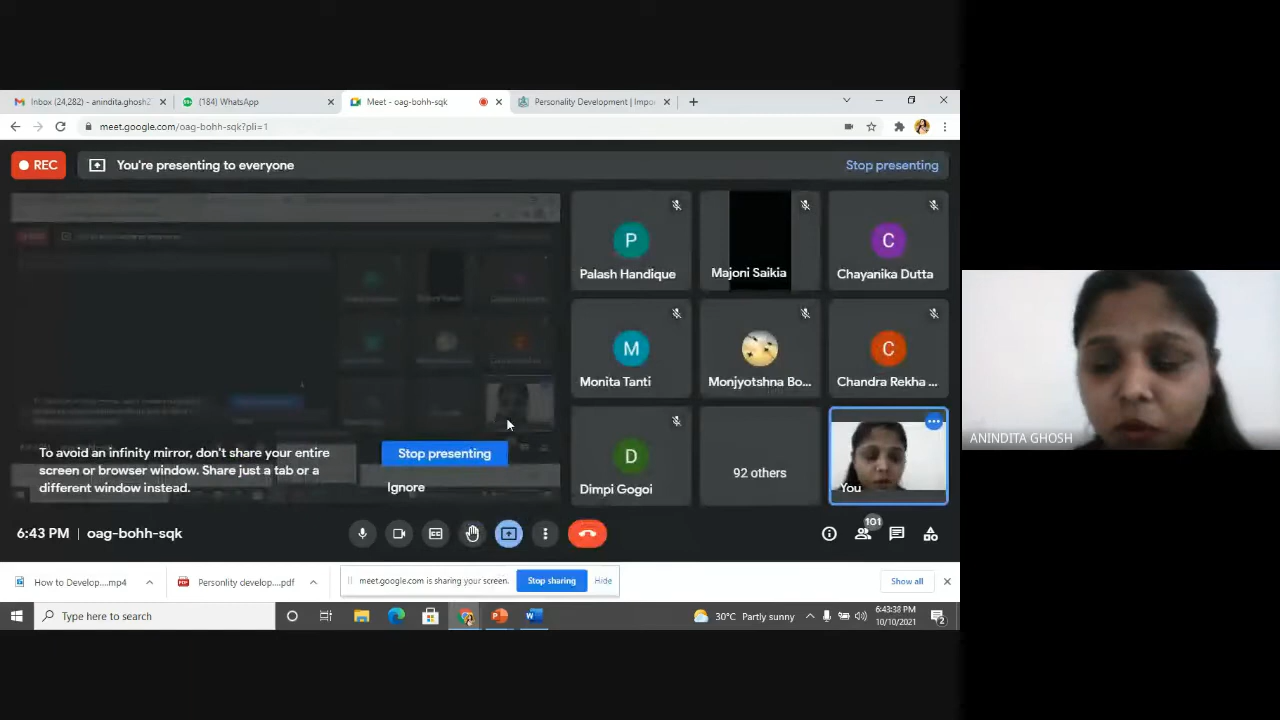 Inbox (24,282) - anindita.ghosh2
(184) WhatsApp
Meet - oag-bohh-sqk
Personality Development | Impo
meet.google.com/oag-bohh-sqk?pli=1
REC
You're presenting to everyone
Stop presenting
P
Palash Handique
Majoni Saikia
C
Chayanika Dutta
M
Monita Tanti
Monjyotshna Bo...
C
Chandra Rekha ...
To avoid an infinity mirror, don't share your entire
screen or browser window. Share just a tab or a
different window instead.
Stop presenting
Ignore
D
Dimpi Gogoi
92 others
You
ANINDITA GHOSH
6:43 PM | oag-bohh-sqk
101
How to Develop....mp4
Personlity develop....pdf
meet.google.com is sharing your screen.
Stop sharing
Hide
Show all
Type here to search
30°C Partly sunny
6:43:38 PM
10/10/2021
2